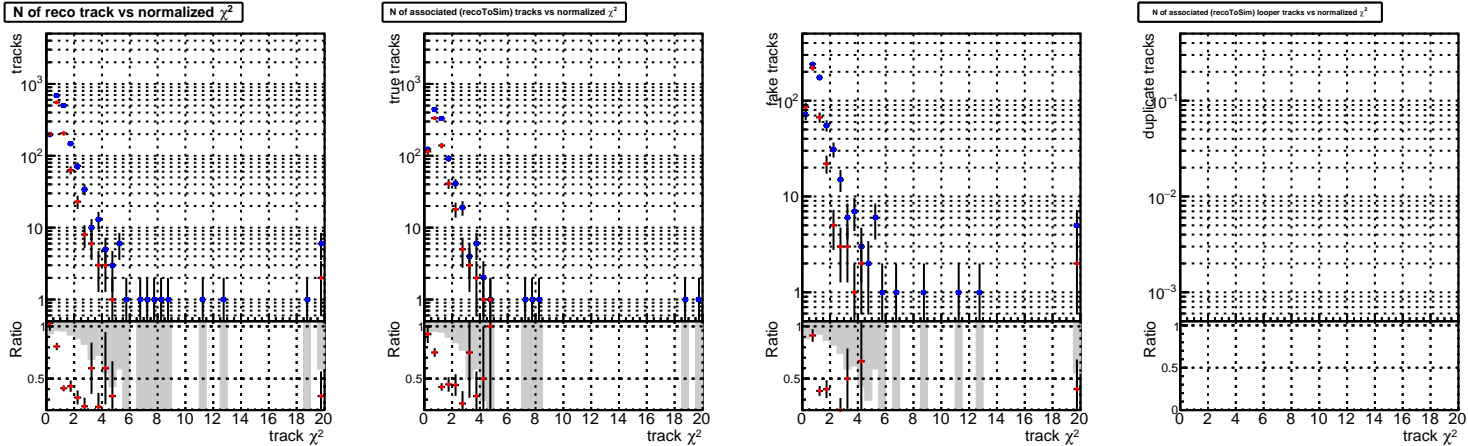 N of reco track vs normalized χ²
tracks
10³
10²
10
1
Ratio
1
0.5
0 2 4 6 8 10 12 14 16 18 20
track χ²
N of associated (recoToSim) tracks vs normalized χ²
true tracks
10³
10²
10
1
Ratio
1
0.5
0 2 4 6 8 10 12 14 16 18 20
track χ²
fake tracks
10²
10
1
Ratio
1
0.5
0 2 4 6 8 10 12 14 16 18 20
track χ²
N of associated (recoToSim) looper tracks vs normalized χ²
duplicate tracks
10⁻¹
10⁻²
10⁻³
Ratio
1
0.5
0
0 2 4 6 8 10 12 14 16 18 20
track χ²